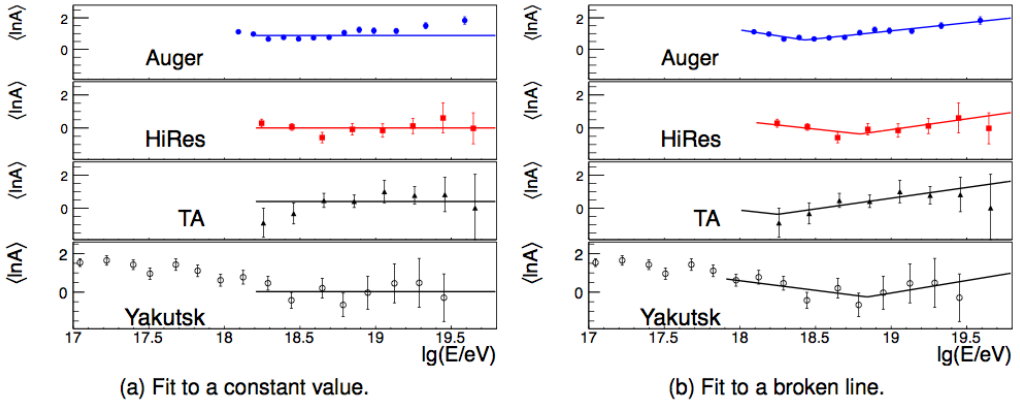 ⟨lnA⟩
2
0
Auger
⟨lnA⟩
2
0
HiRes
⟨lnA⟩
2
0
TA
⟨lnA⟩
2
0
Yakutsk
17
17.5
18
18.5
19
19.5
lg(E/eV)
(a) Fit to a constant value.
⟨lnA⟩
2
0
Auger
⟨lnA⟩
2
0
HiRes
⟨lnA⟩
2
0
TA
⟨lnA⟩
2
0
Yakutsk
17
17.5
18
18.5
19
19.5
lg(E/eV)
(b) Fit to a broken line.